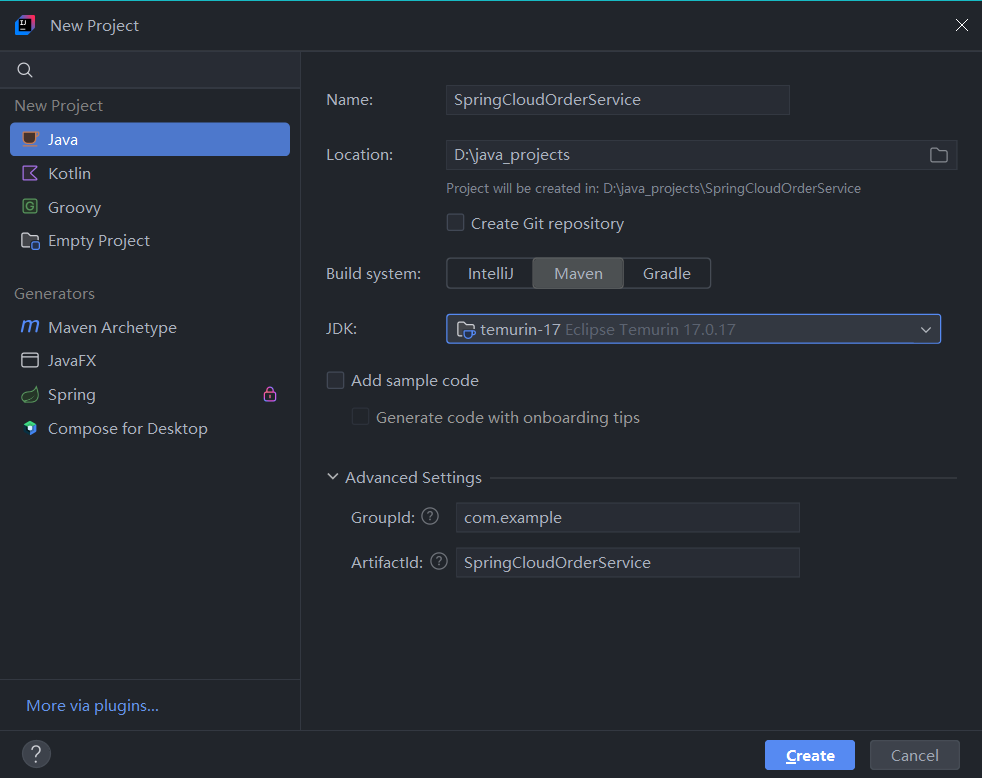 New Project
New Project
Java
Kotlin
Groovy
Empty Project
Generators
Maven Archetype
JavaFX
Spring
Compose for Desktop
More via plugins...
Name: SpringCloudOrderService
Location: D:\java_projects
Project will be created in: D:\java_projects\SpringCloudOrderService
Create Git repository
Build system: IntelliJ Maven Gradle
JDK: temurin-17 Eclipse Temurin 17.0.17
Add sample code
Generate code with onboarding tips
Advanced Settings
GroupId: ? com.example
ArtifactId: ? SpringCloudOrderService
? Create Cancel